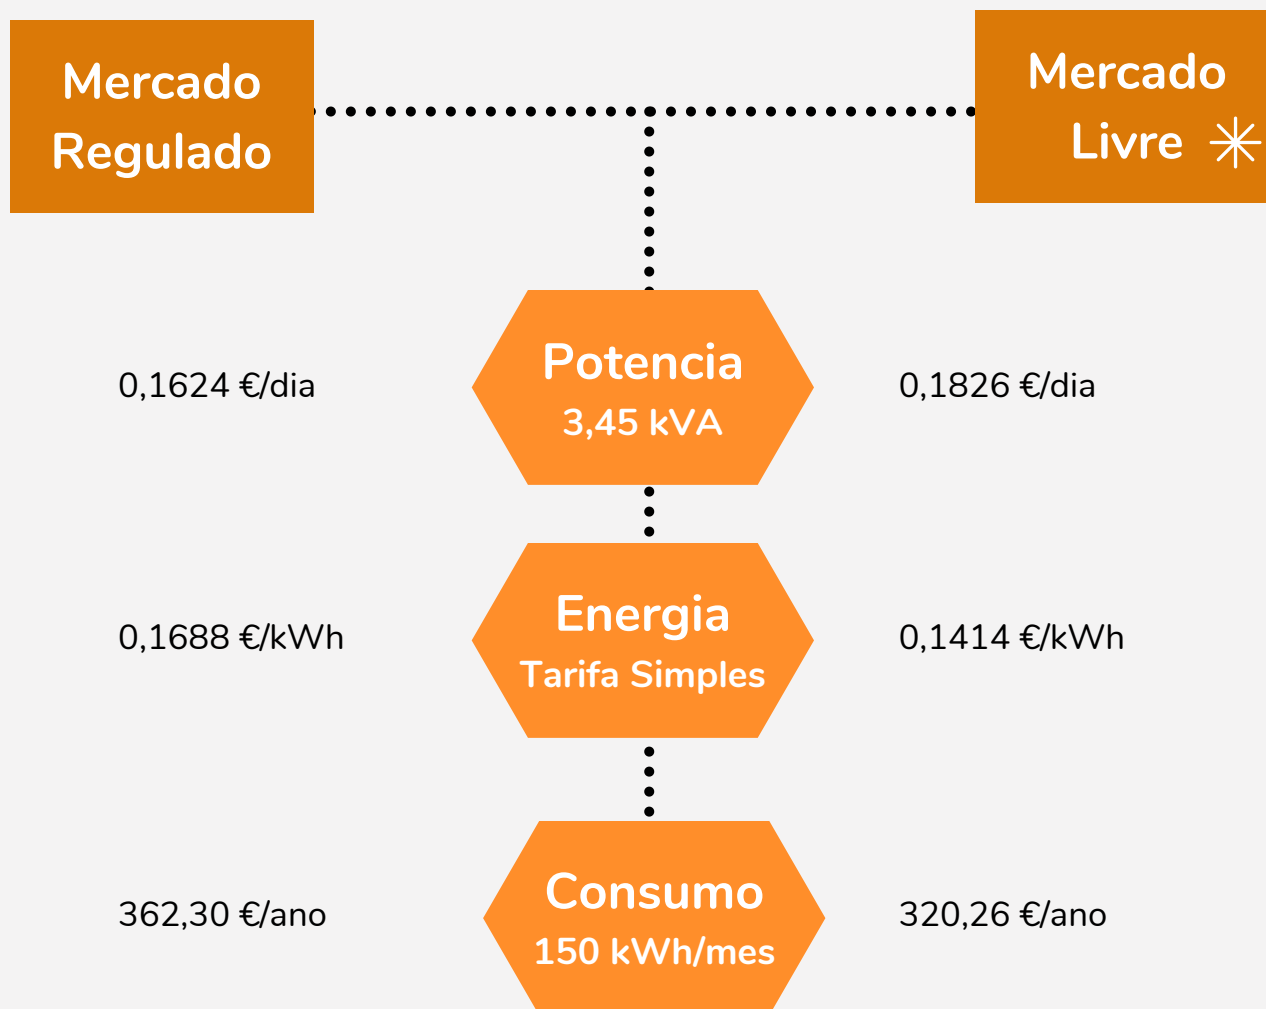 Mercado
Regulado
Mercado
Livre
Potencia
3,45 kVA
0,1624 €/dia
0,1826 €/dia
Energia
Tarifa Simples
0,1688 €/kWh
0,1414 €/kWh
Consumo
150 kWh/mes
362,30 €/ano
320,26 €/ano